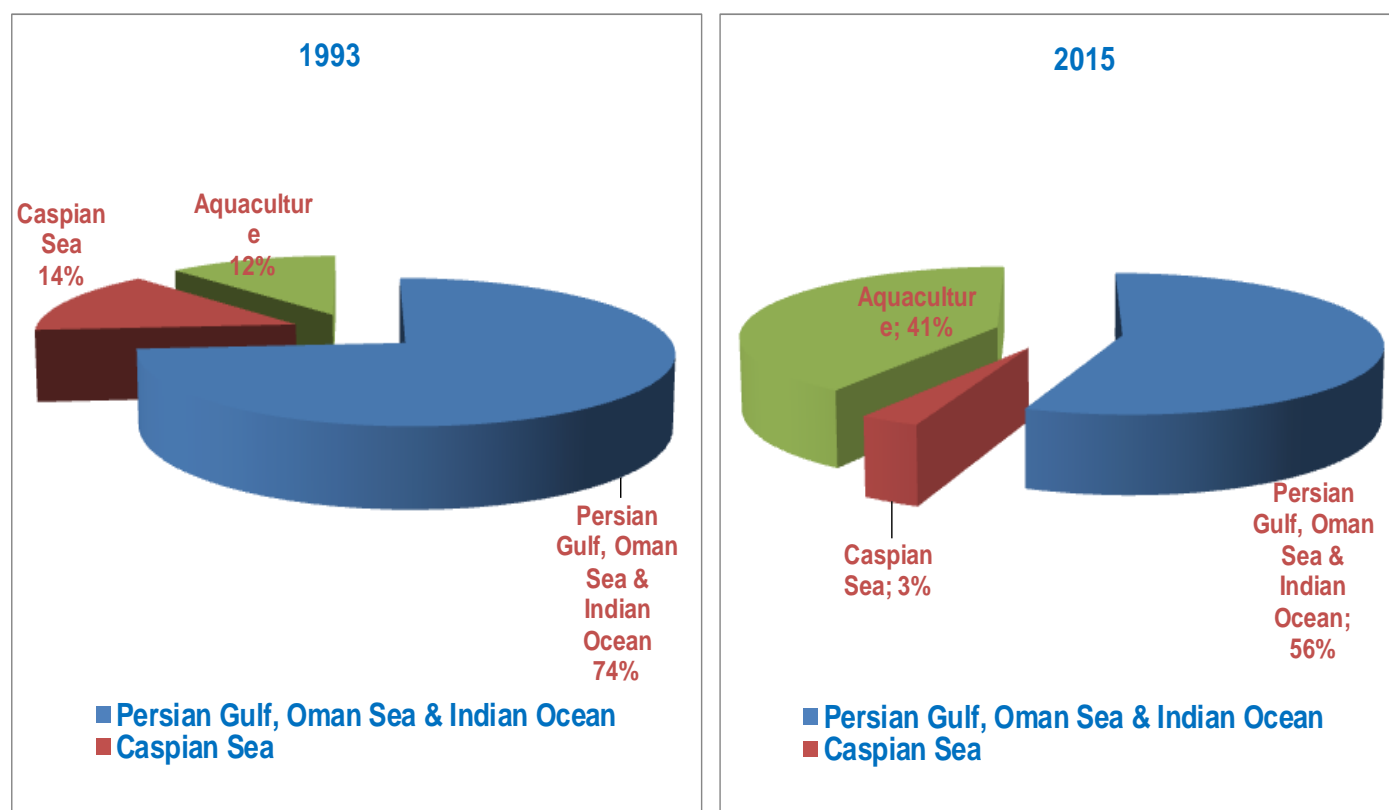 1993
Caspian
Sea
14%
Aquacultur
e
12%
Persian
Gulf, Oman
Sea &
Indian
Ocean
74%
Persian Gulf, Oman Sea & Indian Ocean
Caspian Sea
2015
Aquacultur
e; 41%
Caspian
Sea; 3%
Persian
Gulf, Oman
Sea &
Indian
Ocean;
56%
Persian Gulf, Oman Sea & Indian Ocean
Caspian Sea